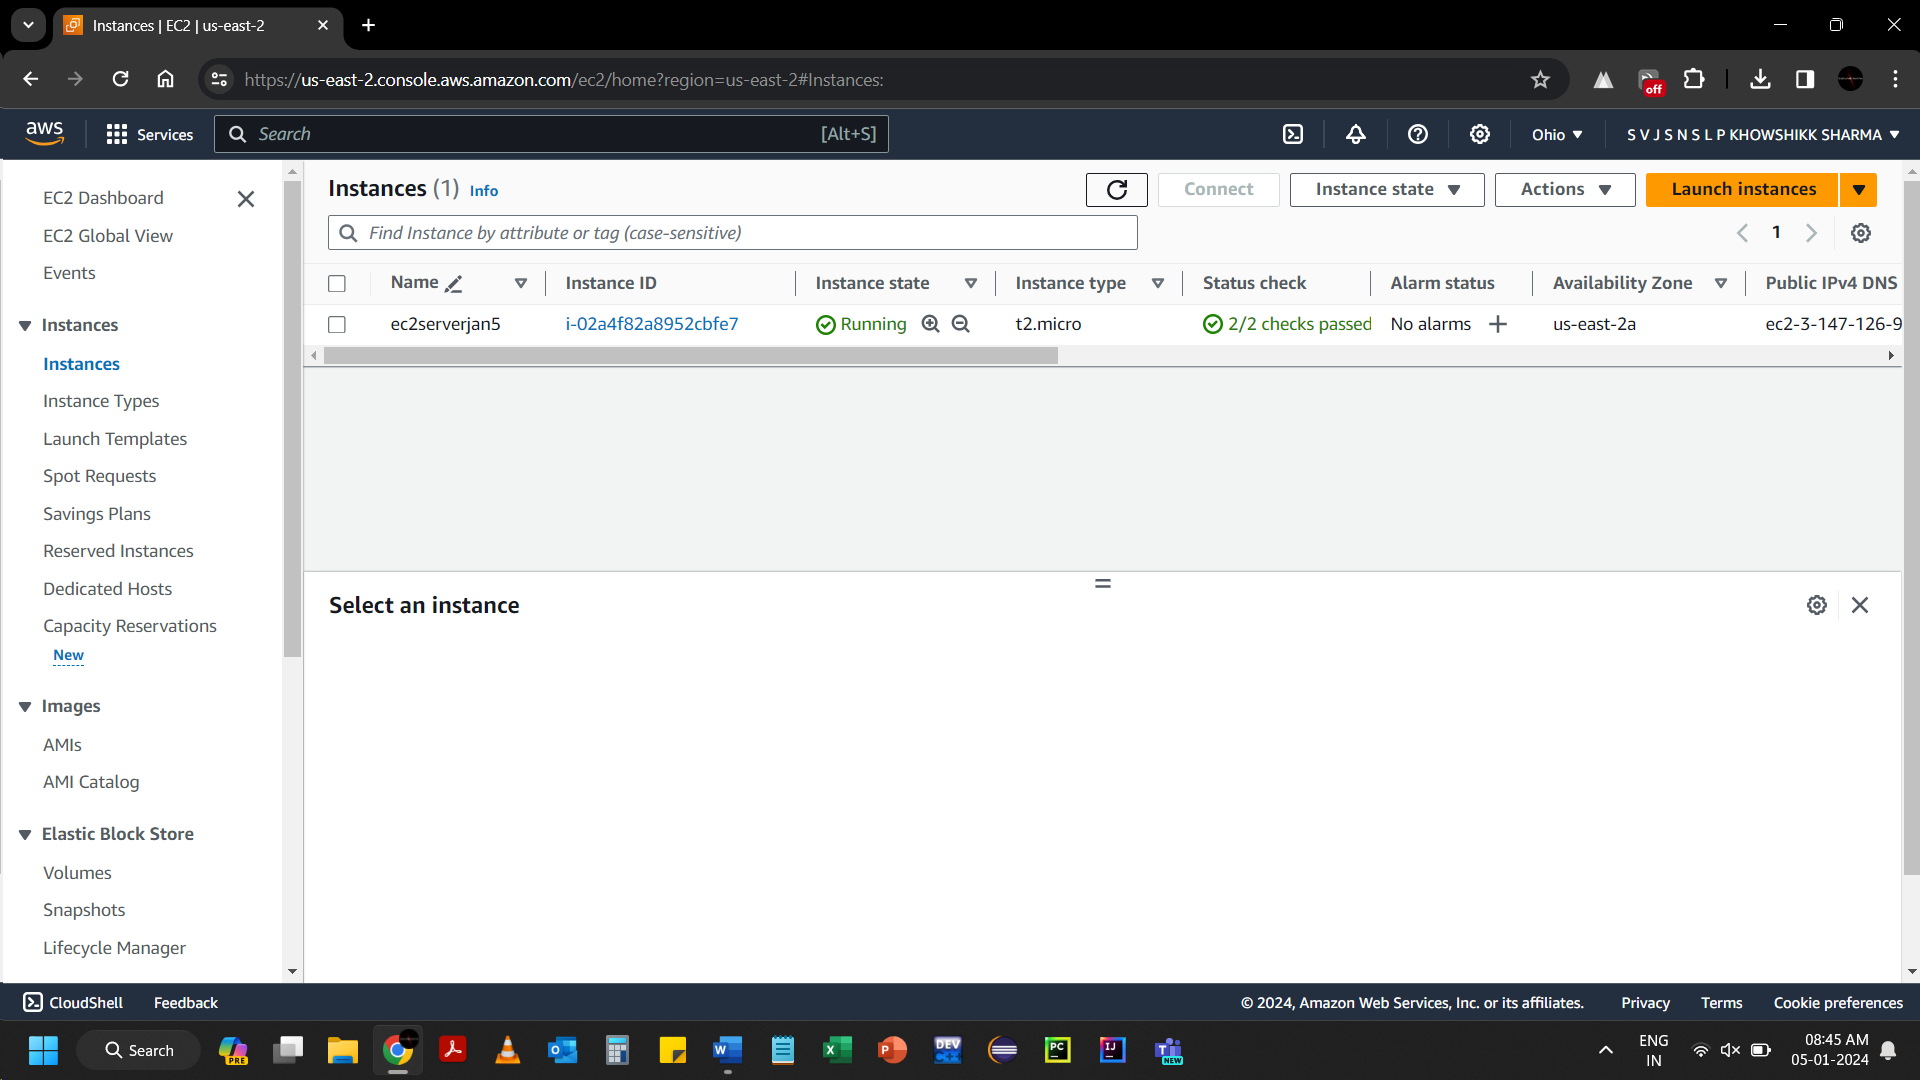 Instances | EC2 | us-east-2
https://us-east-2.console.aws.amazon.com/ec2/home?region=us-east-2#Instances:
off
aws
Services
Search
[Alt+S]
Ohio
S V J S N S L P KHOWSHIKK SHARMA
EC2 Dashboard
EC2 Global View
Events
Instances
Instances
Instance Types
Launch Templates
Spot Requests
Savings Plans
Reserved Instances
Dedicated Hosts
Capacity Reservations
New
Images
AMIs
AMI Catalog
Elastic Block Store
Volumes
Snapshots
Lifecycle Manager
Instances (1) Info
Connect
Instance state
Actions
Launch instances
Find Instance by attribute or tag (case-sensitive)
1
Name Instance ID Instance state Instance type Status check Alarm status Availability Zone Public IPv4 DNS
ec2serverjan5 i-02a4f82a8952cbfe7 Running t2.micro 2/2 checks passed No alarms us-east-2a ec2-3-147-126-9
Select an instance
CloudShell Feedback © 2024, Amazon Web Services, Inc. or its affiliates. Privacy Terms Cookie preferences
Search
PRE
W
X
P
DEV
C++
PC
IJ
NEW
ENG
IN
08:45 AM
05-01-2024